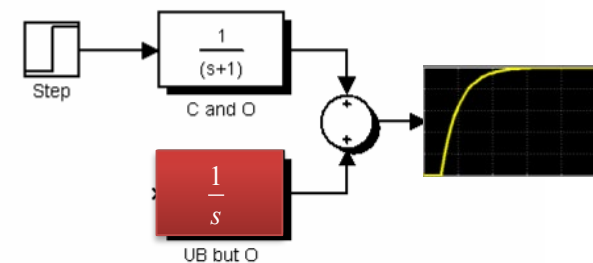 1
(s+1)
Step
C and O
+
+
1
s
UB but O